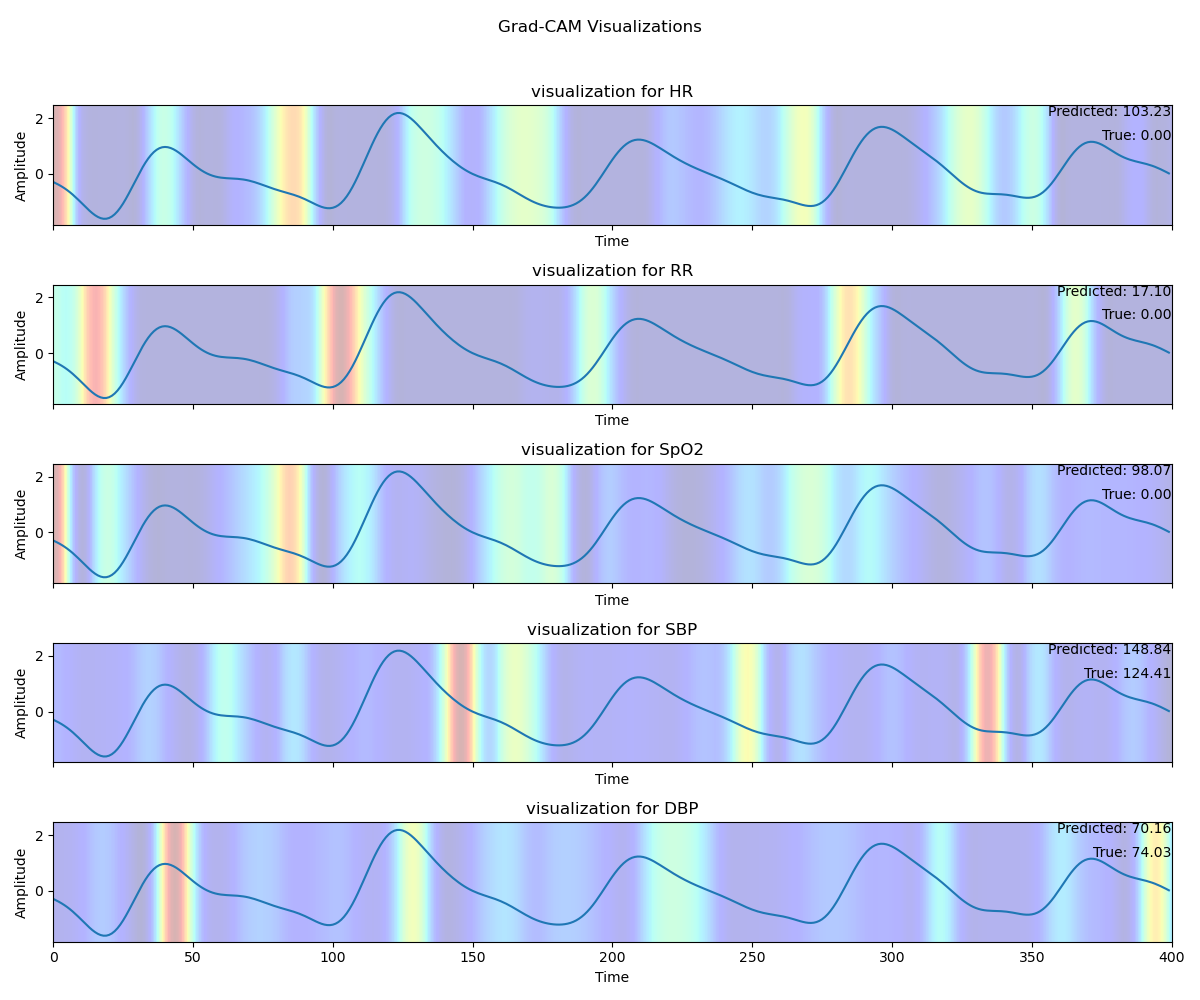 Grad-CAM Visualizations
visualization for HR
Predicted: 103.23
True: 0.00
2
0
Amplitude
Time
visualization for RR
Predicted: 17.10
True: 0.00
2
0
Amplitude
Time
visualization for SpO2
Predicted: 98.07
True: 0.00
2
0
Amplitude
Time
visualization for SBP
Predicted: 148.84
True: 124.41
2
0
Amplitude
Time
visualization for DBP
Predicted: 70.16
True: 74.03
2
0
Amplitude
0 50 100 150 200 250 300 350 400
Time